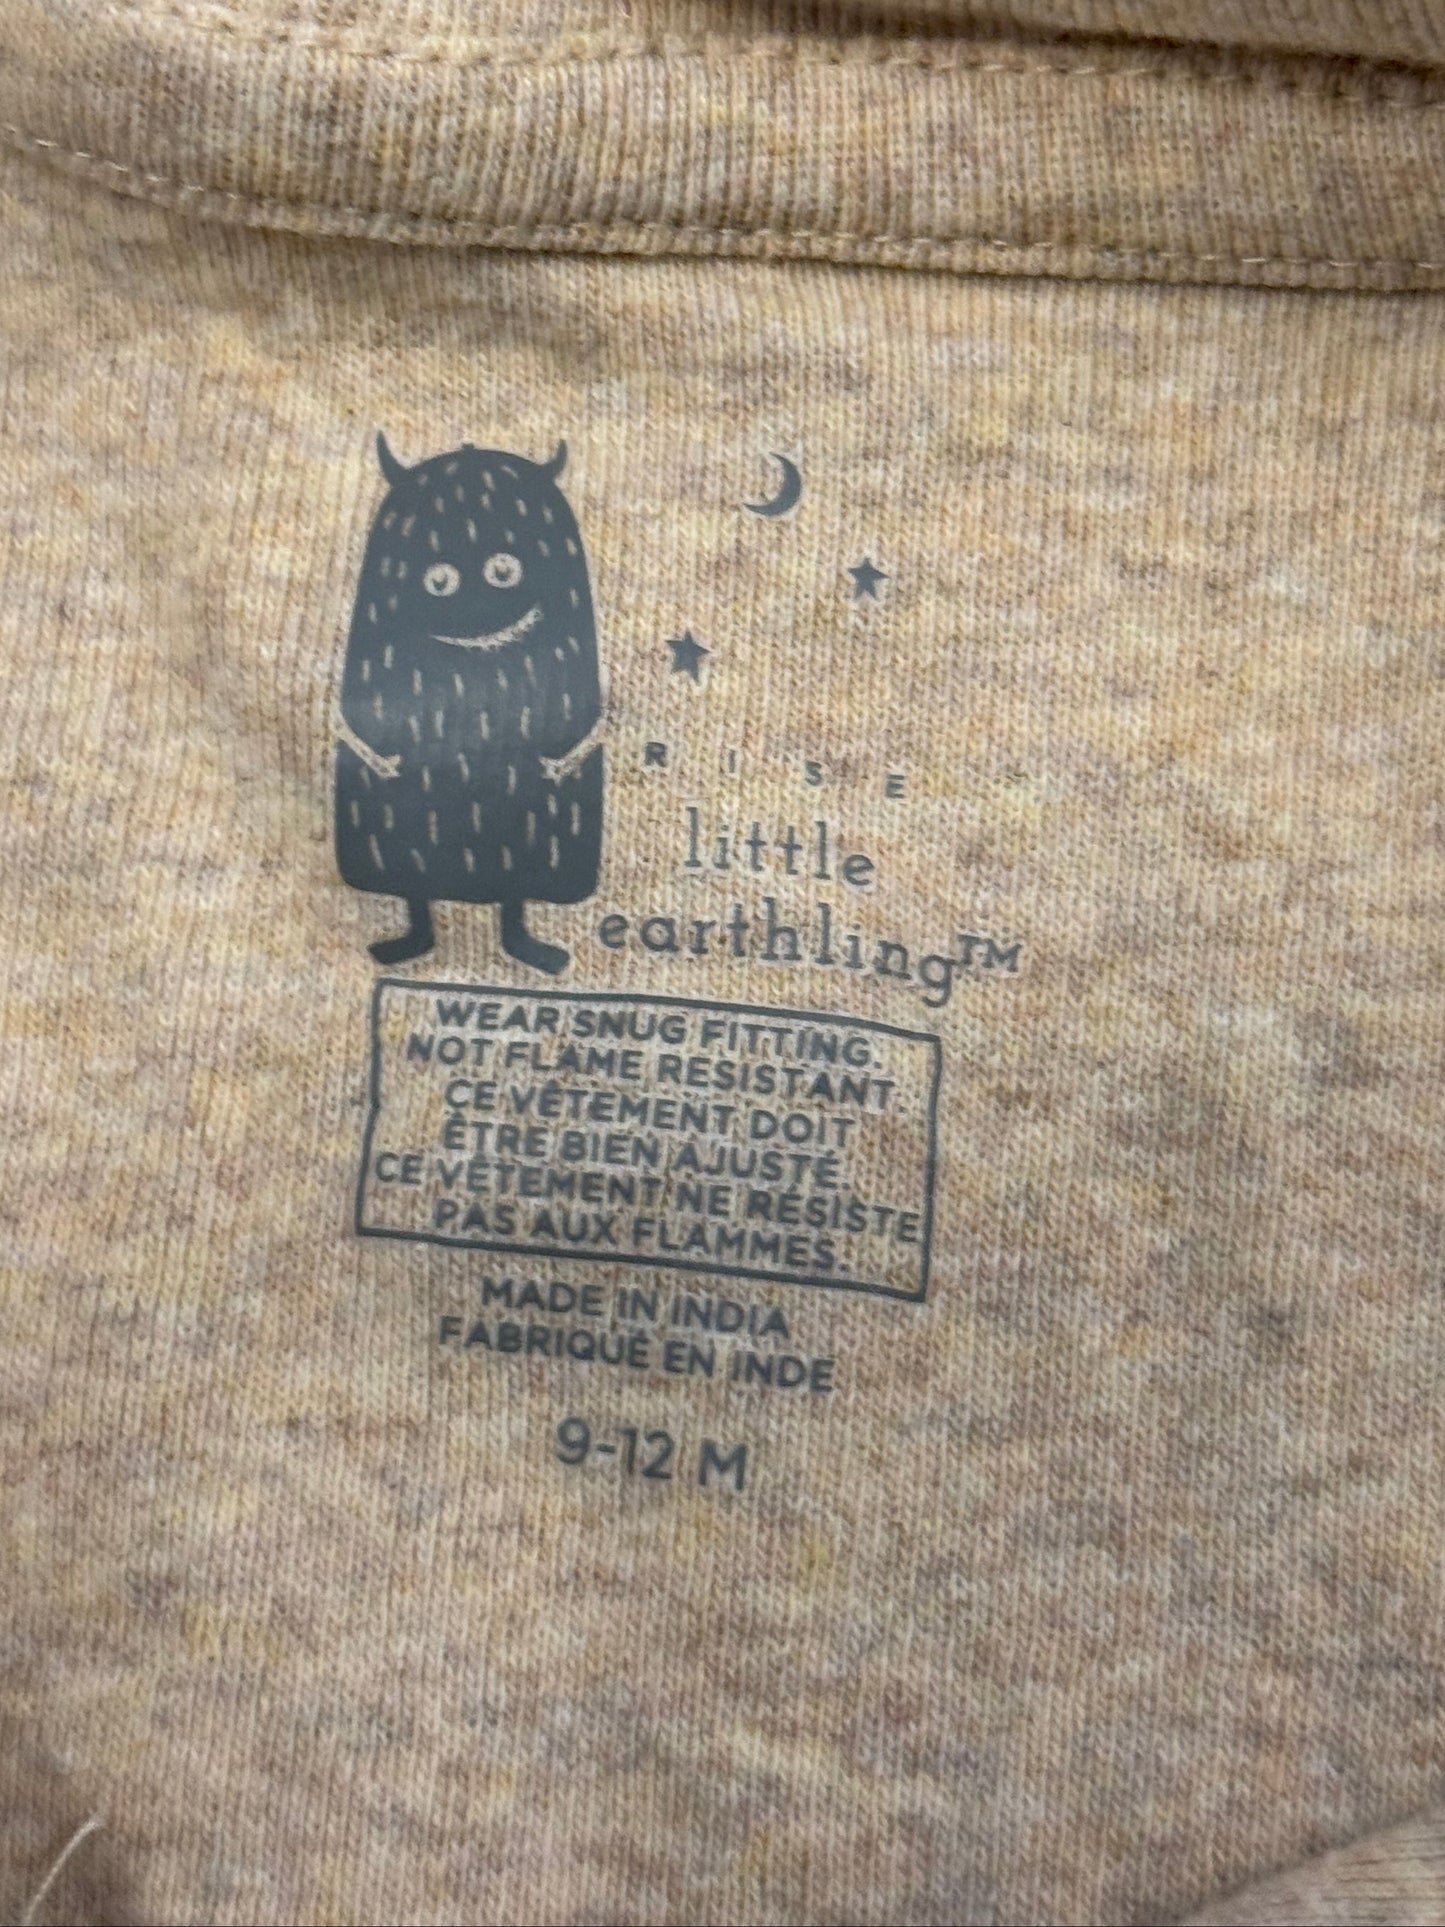 RISE
little
earthling™
WEAR SNUG FITTING.
NOT FLAME RESISTANT.
CE VÊTEMENT DOIT
ÊTRE BIEN AJUSTÉ.
CE VÊTEMENT NE RÉSISTE
PAS AUX FLAMMES.
MADE IN INDIA
FABRIQUÉ EN INDE
9-12 M